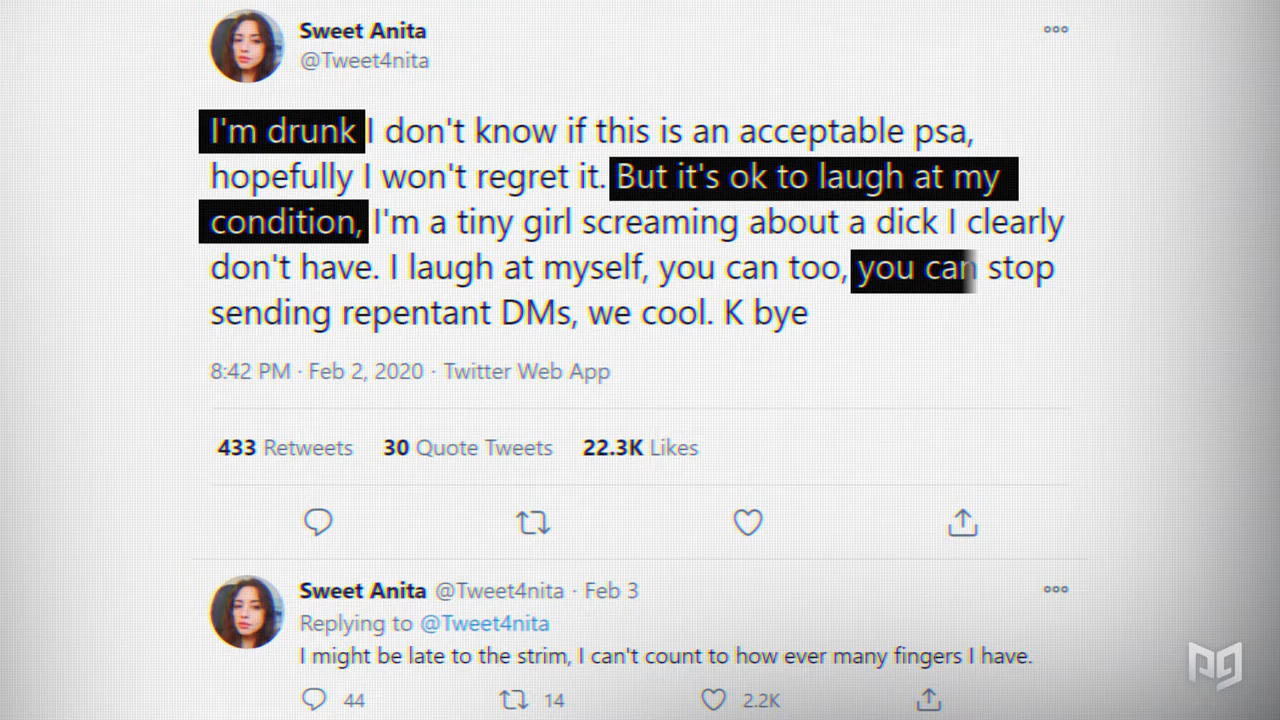 Sweet Anita
@Tweet4nita
I'm drunk I don't know if this is an acceptable psa,
hopefully I won't regret it. But it's ok to laugh at my
condition, I'm a tiny girl screaming about a dick I clearly
don't have. I laugh at myself, you can too, you can stop
sending repentant DMs, we cool. K bye
8:42 PM · Feb 2, 2020 · Twitter Web App
433 Retweets 30 Quote Tweets 22.3K Likes
Sweet Anita @Tweet4nita · Feb 3
Replying to @Tweet4nita
I might be late to the strim, I can't count to how ever many fingers I have.
44 14 2.2K